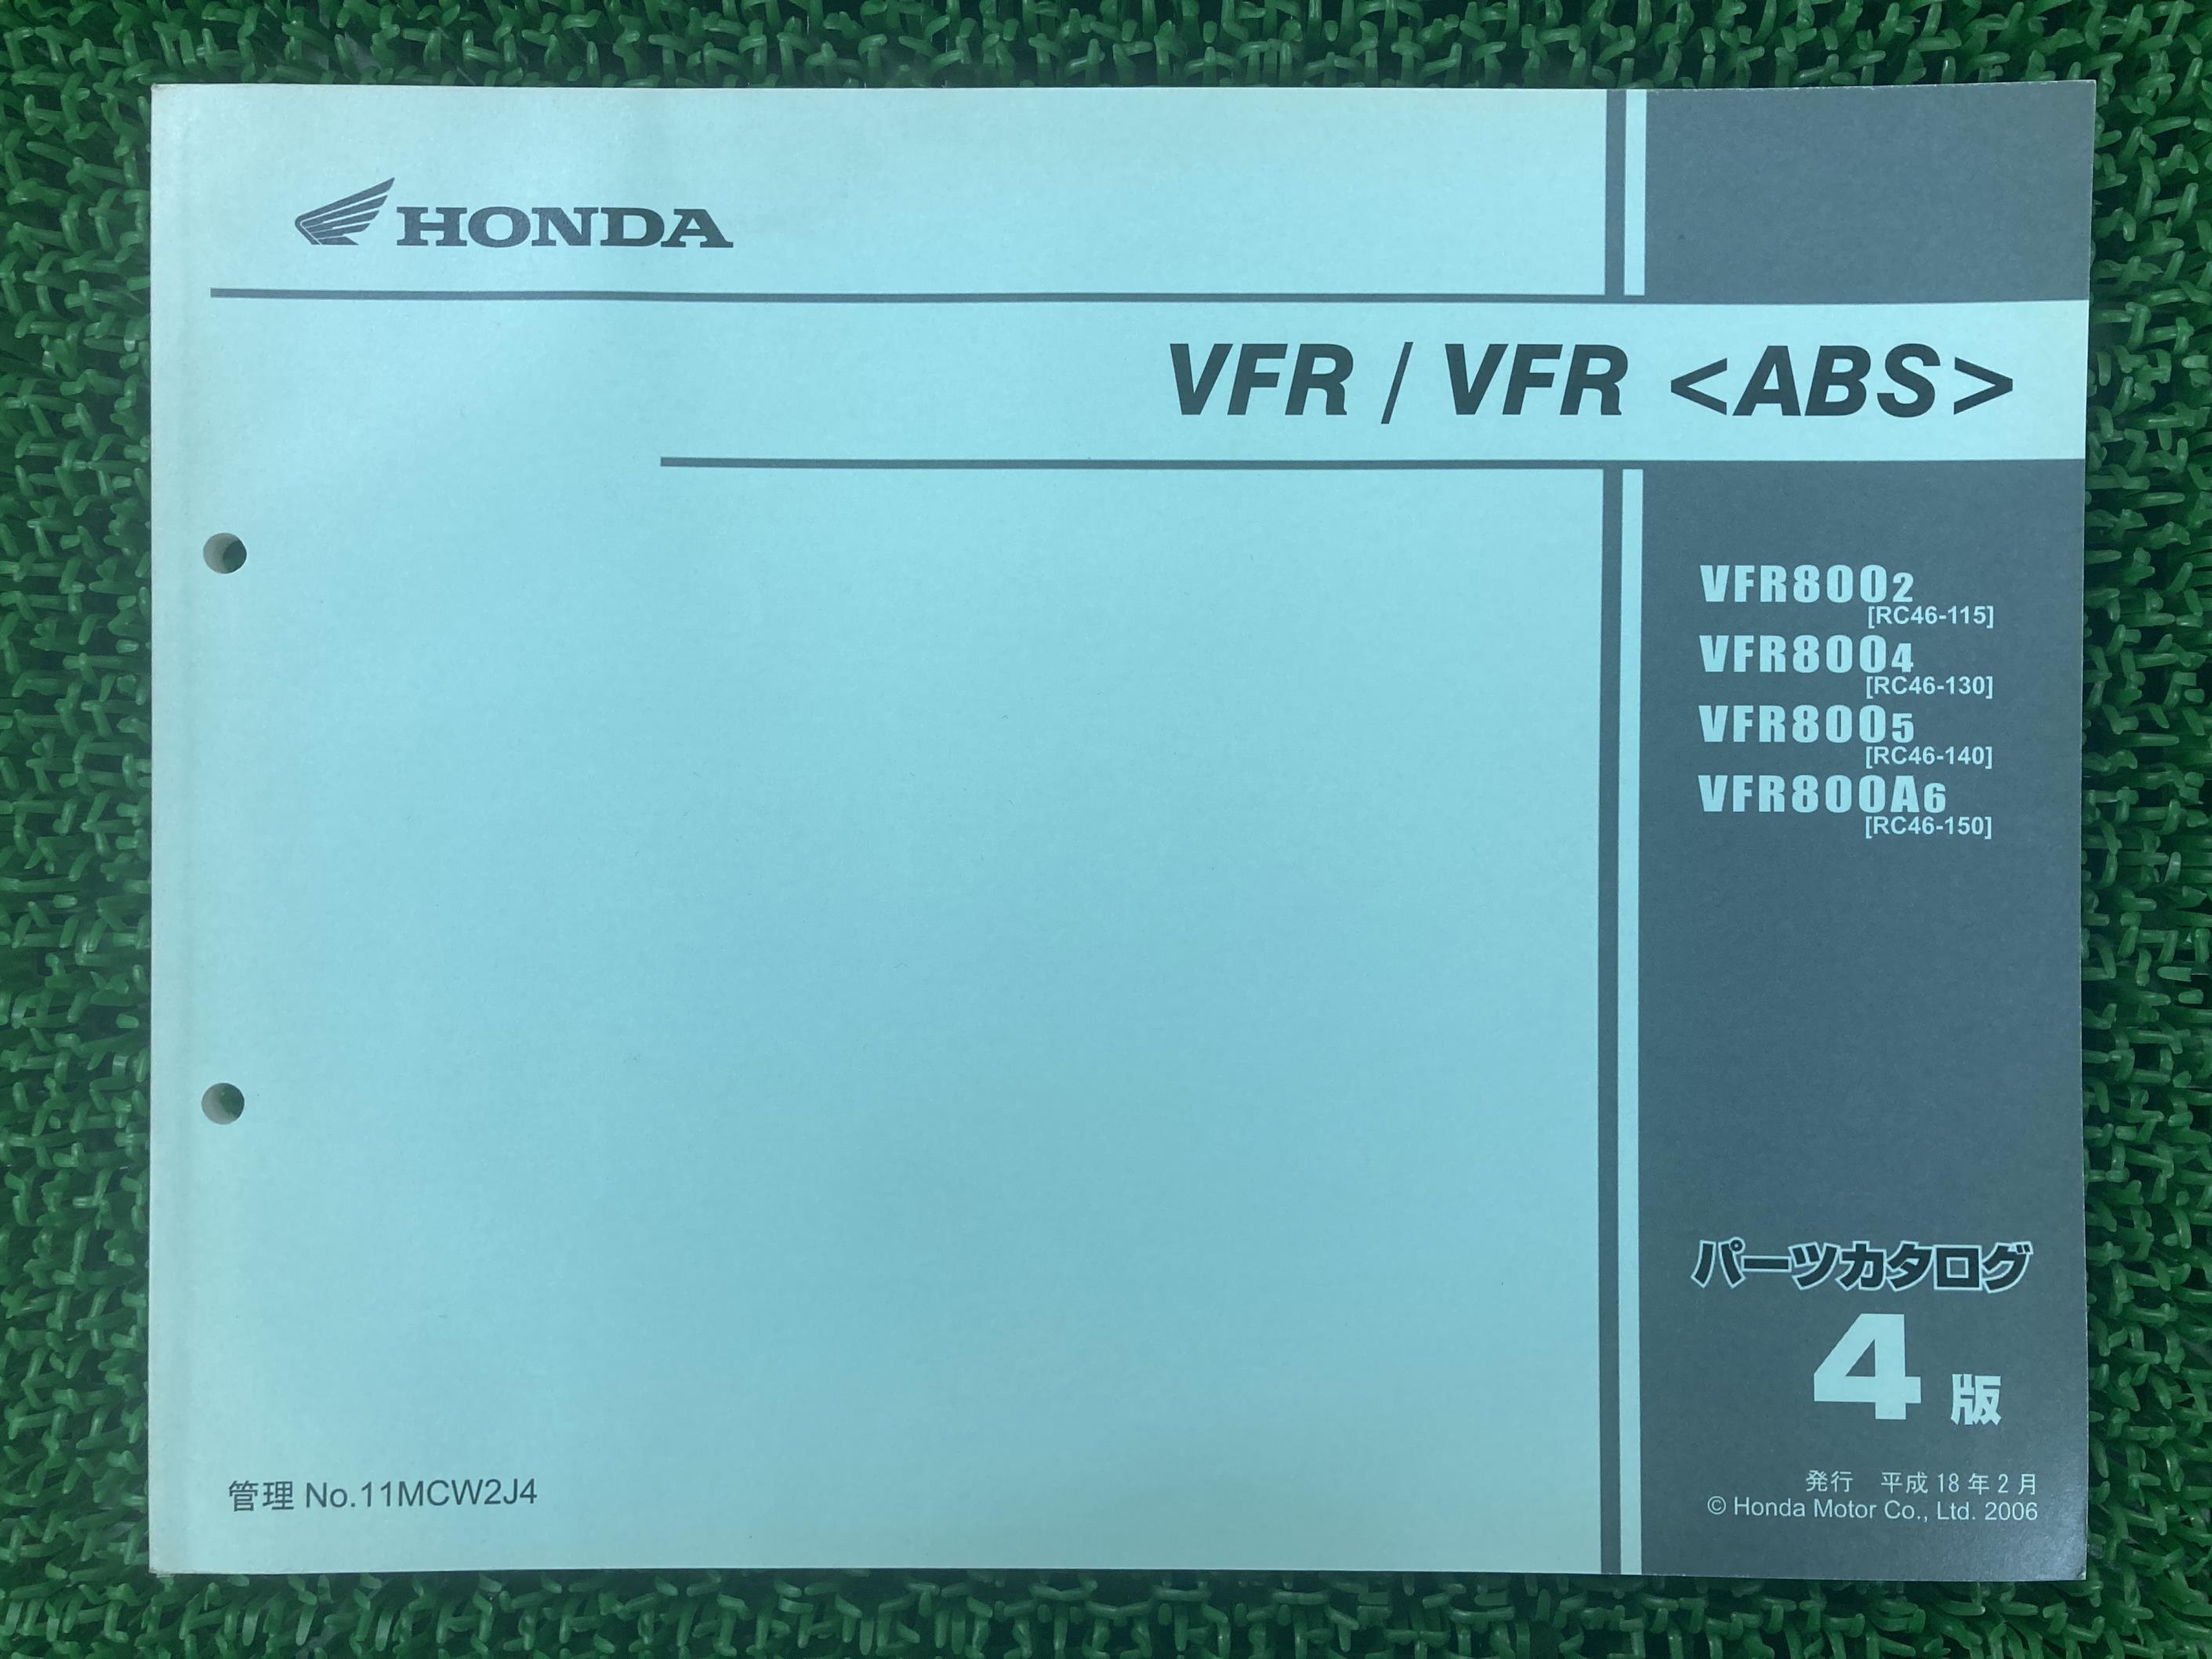 HONDA
VFR / VFR <ABS>
VFR8002
[RC46-115]
VFR8004
[RC46-130]
VFR8005
[RC46-140]
VFR800A6
[RC46-150]
パーツカタログ
4 版
管理 No.11MCW2J4
発行 平成 18 年 2 月
© Honda Motor Co., Ltd. 2006